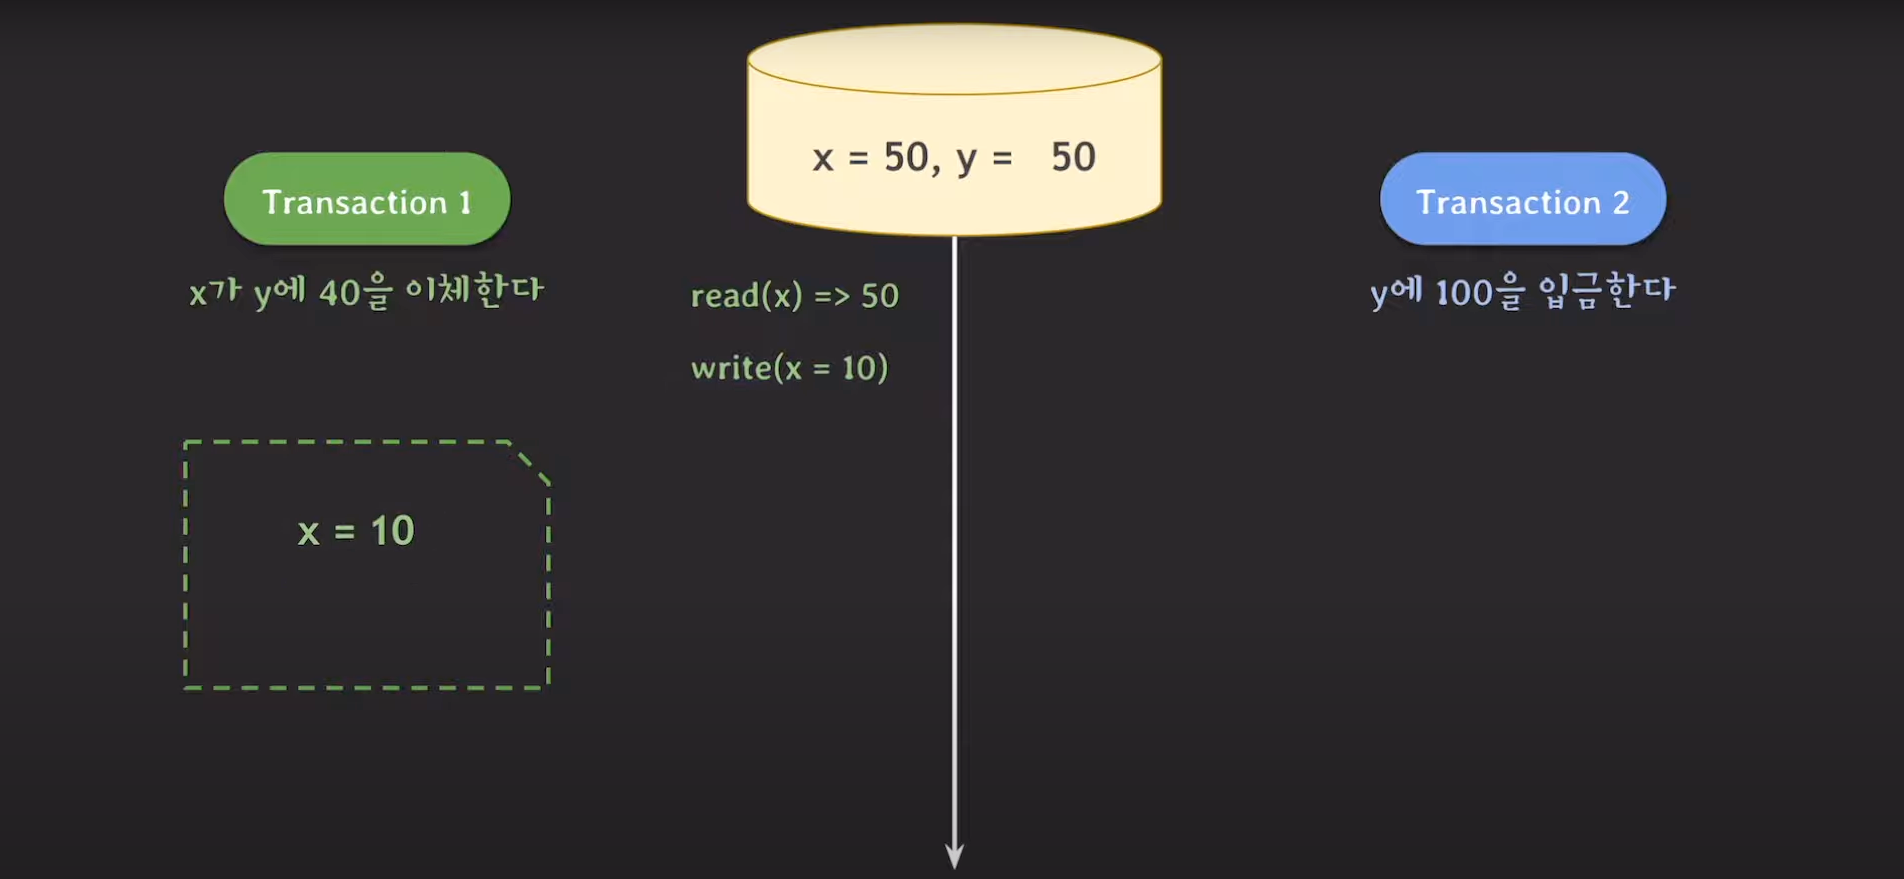 x = 50, y = 50
Transaction 1
x가 y에 40을 이체한다
read(x) => 50
write(x = 10)
x = 10
Transaction 2
y에 100을 입금한다